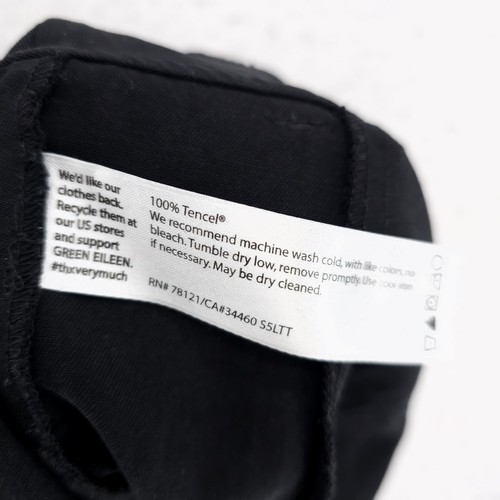 We'd like our
clothes back.
Recycle them at
our US stores
and support
GREEN EILEEN.
#thxverymuch
100% Tencel®
We recommend machine wash cold, with like colors, no
bleach. Tumble dry low, remove promptly. Use cool iron
if necessary. May be dry cleaned.
RN# 78121/CA#34460 S5LTT